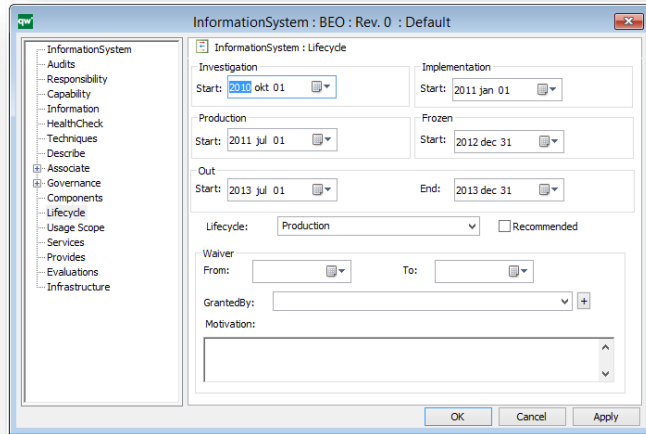 qw InformationSystem : BEO : Rev. 0 : Default
InformationSystem
Audits
Responsibility
Capability
Information
HealthCheck
Techniques
Describe
Associate
Governance
Components
Lifecycle
Usage Scope
Services
Provides
Evaluations
Infrastructure
InformationSystem : Lifecycle
Investigation
Start: 2010 okt 01
Implementation
Start: 2011 jan 01
Production
Start: 2011 jul 01
Frozen
Start: 2012 dec 31
Out
Start: 2013 jul 01 End: 2013 dec 31
Lifecycle: Production Recommended
Waiver
From: To:
GrantedBy: +
Motivation:
OK Cancel Apply